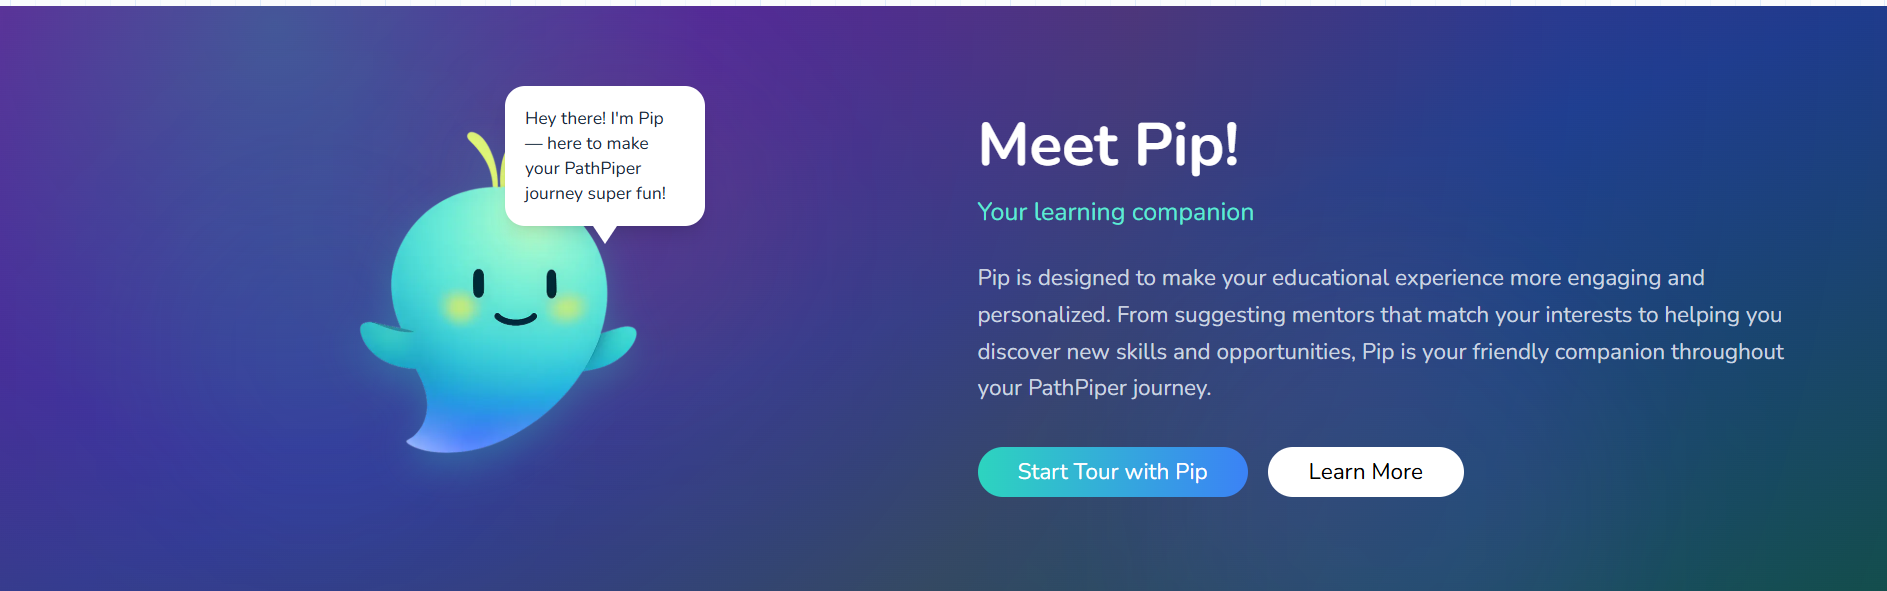 Hey there! I'm Pip
— here to make
your PathPiper
journey super fun!
Meet Pip!
Your learning companion
Pip is designed to make your educational experience more engaging and
personalized. From suggesting mentors that match your interests to helping you
discover new skills and opportunities, Pip is your friendly companion throughout
your PathPiper journey.
Start Tour with Pip
Learn More